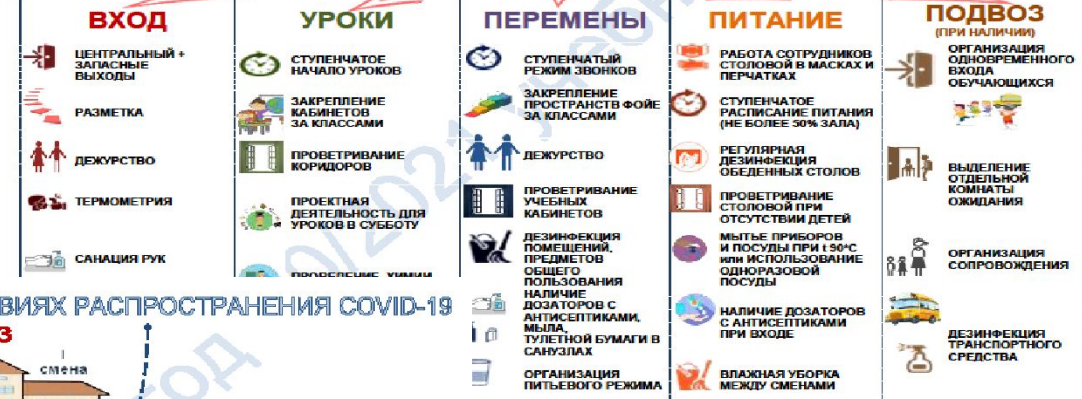 ВХОД
ЦЕНТРАЛЬНЫЙ +
ЗАПАСНЫЕ
ВЫХОДЫ
РАЗМЕТКА
ДЕЖУРСТВО
ТЕРМОМЕТРИЯ
САНАЦИЯ РУК
УРОКИ
СТУПЕНЧАТОЕ
НАЧАЛО УРОКОВ
ЗАКРЕПЛЕНИЕ
КАБИНЕТОВ
ЗА КЛАССАМИ
ПРОВЕТРИВАНИЕ
КОРИДОРОВ
ПРОЕКТНАЯ
ДЕЯТЕЛЬНОСТЬ ДЛЯ
УРОКОВ В СУББОТУ
ПРОВЕДЕНИЕ ХИМИИ
ПЕРЕМЕНЫ
СТУПЕНЧАТЫЙ
РЕЖИМ ЗВОНКОВ
ЗАКРЕПЛЕНИЕ
ПРОСТРАНСТВ ФОЙЕ
ЗА КЛАССАМИ
ДЕЖУРСТВО
ПРОВЕТРИВАНИЕ
УЧЕБНЫХ
КАБИНЕТОВ
ДЕЗИНФЕКЦИЯ
ПОМЕЩЕНИЙ,
ПРЕДМЕТОВ
ОБЩЕГО
ПОЛЬЗОВАНИЯ
НАЛИЧИЕ
ДОЗАТОРОВ С
АНТИСЕПТИКАМИ,
МЫЛА,
ТУЛЕТНОЙ БУМАГИ В
САНУЗЛАХ
ОРГАНИЗАЦИЯ
ПИТЬЕВОГО РЕЖИМА
ПИТАНИЕ
РАБОТА СОТРУДНИКОВ
СТОЛОВОЙ В МАСКАХ И
ПЕРЧАТКАХ
СТУПЕНЧАТОЕ
РАСПИСАНИЕ ПИТАНИЯ
(НЕ БОЛЕЕ 50% ЗАЛА)
РЕГУЛЯРНАЯ
ДЕЗИНФЕКЦИЯ
ОБЕДЕННЫХ СТОЛОВ
ПРОВЕТРИВАНИЕ
СТОЛОВОЙ ПРИ
ОТСУТСТВИИ ДЕТЕЙ
МЫТЬЕ ПРИБОРОВ
И ПОСУДЫ ПРИ t 90°С
или ИСПОЛЬЗОВАНИЕ
ОДНОРАЗОВОЙ
ПОСУДЫ
НАЛИЧИЕ ДОЗАТОРОВ
С АНТИСЕПТИКАМИ
ПРИ ВХОДЕ
ВЛАЖНАЯ УБОРКА
МЕЖДУ СМЕНАМИ
ПОДВОЗ
(ПРИ НАЛИЧИИ)
ОРГАНИЗАЦИЯ
ОДНОВРЕМЕННОГО
ВХОДА
ОБУЧАЮЩИХСЯ
ВЫДЕЛЕНИЕ
ОТДЕЛЬНОЙ
КОМНАТЫ
ОЖИДАНИЯ
ОРГАНИЗАЦИЯ
СОПРОВОЖДЕНИЯ
ДЕЗИНФЕКЦИЯ
ТРАНСПОРТНОГО
СРЕДСТВА
ВИЯХ РАСПРОСТРАНЕНИЯ COVID-19
З
I
смена